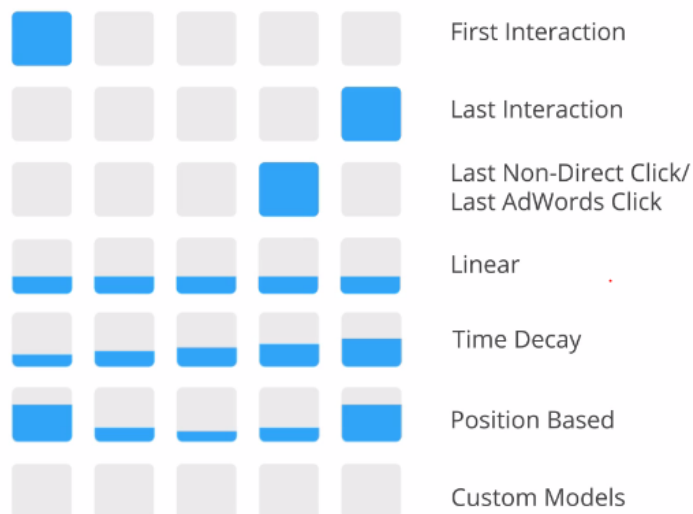 First Interaction
Last Interaction
Last Non-Direct Click/
Last AdWords Click
Linear
Time Decay
Position Based
Custom Models